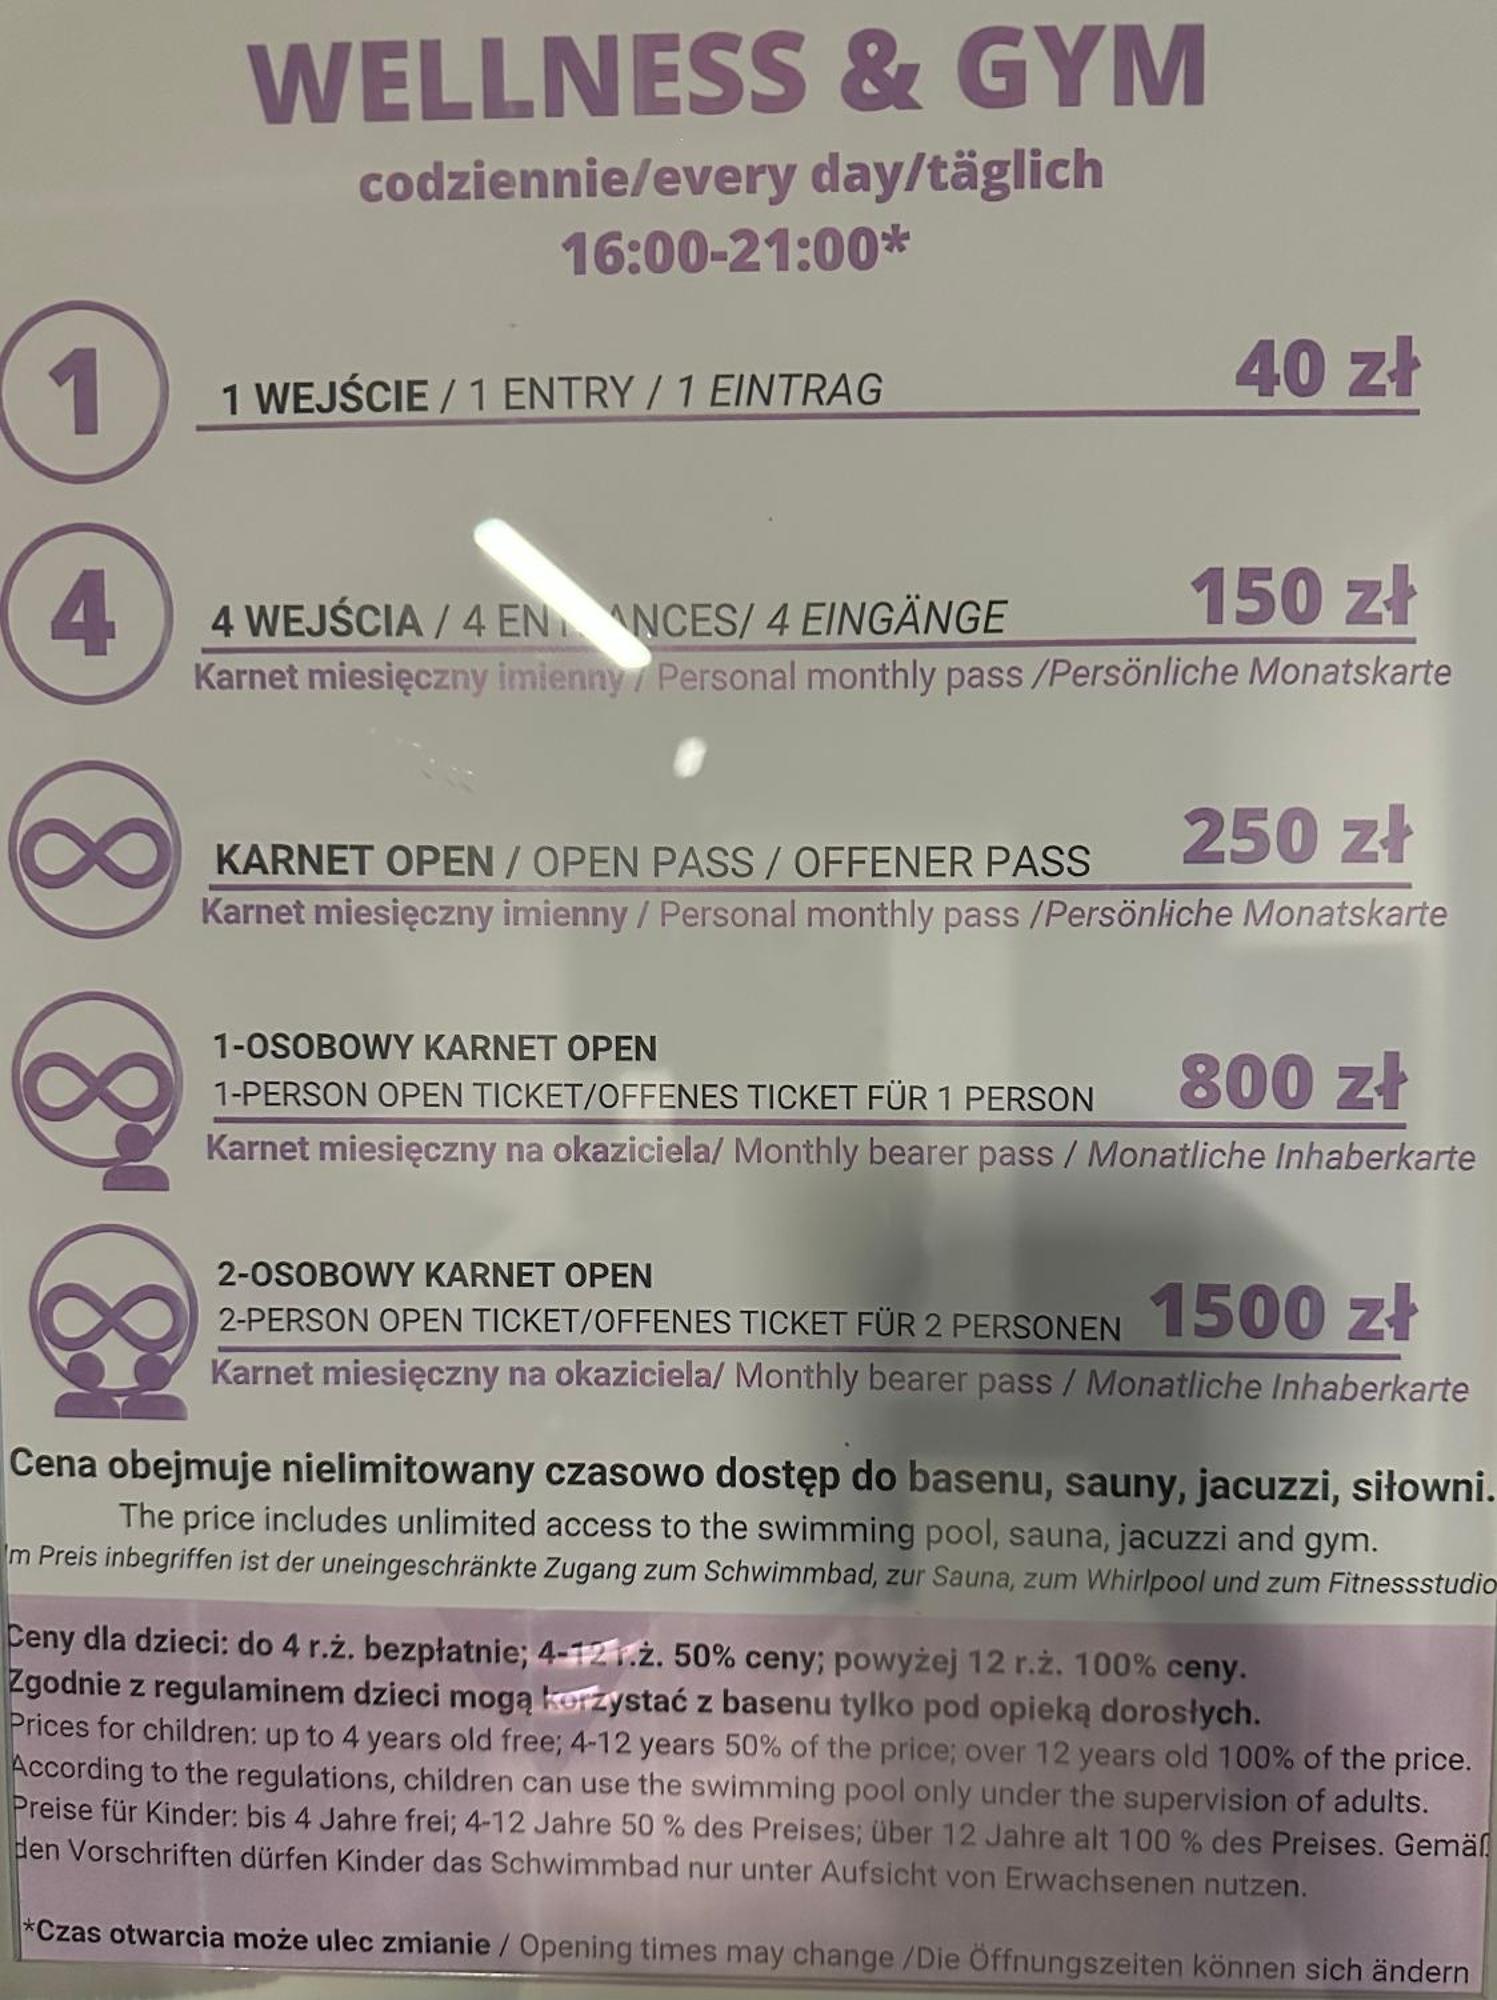 WELLNESS & GYM
codziennie/every day/täglich
16:00-21:00*
1
1 WEJŚCIE / 1 ENTRY / 1 EINTRAG
40 zł
4
4 WEJŚCIA / 4 ENTRANCES/ 4 EINGÄNGE
150 zł
Karnet miesięczny imienny / Personal monthly pass /Persönliche Monatskarte
KARNET OPEN / OPEN PASS / OFFENER PASS
250 zł
Karnet miesięczny imienny / Personal monthly pass /Persönliche Monatskarte
1-OSOBOWY KARNET OPEN
1-PERSON OPEN TICKET/OFFENES TICKET FÜR 1 PERSON
800 zł
Karnet miesięczny na okaziciela/ Monthly bearer pass / Monatliche Inhaberkarte
2-OSOBOWY KARNET OPEN
2-PERSON OPEN TICKET/OFFENES TICKET FÜR 2 PERSONEN
1500 zł
Karnet miesięczny na okaziciela/ Monthly bearer pass / Monatliche Inhaberkarte
Cena obejmuje nielimitowany czasowo dostęp do basenu, sauny, jacuzzi, siłowni.
The price includes unlimited access to the swimming pool, sauna, jacuzzi and gym.
Im Preis inbegriffen ist der uneingeschränkte Zugang zum Schwimmbad, zur Sauna, zum Whirlpool und zum Fitnessstudio
Ceny dla dzieci: do 4 r.ż. bezpłatnie; 4-12 r.ż. 50% ceny; powyżej 12 r.ż. 100% ceny.
Zgodnie z regulaminem dzieci mogą korzystać z basenu tylko pod opieką dorosłych.
Prices for children: up to 4 years old free; 4-12 years 50% of the price; over 12 years old 100% of the price.
According to the regulations, children can use the swimming pool only under the supervision of adults.
Preise für Kinder: bis 4 Jahre frei; 4-12 Jahre 50 % des Preises; über 12 Jahre alt 100 % des Preises. Gemäß
den Vorschriften dürfen Kinder das Schwimmbad nur unter Aufsicht von Erwachsenen nutzen.
*Czas otwarcia może ulec zmianie / Opening times may change /Die Öffnungszeiten können sich ändern